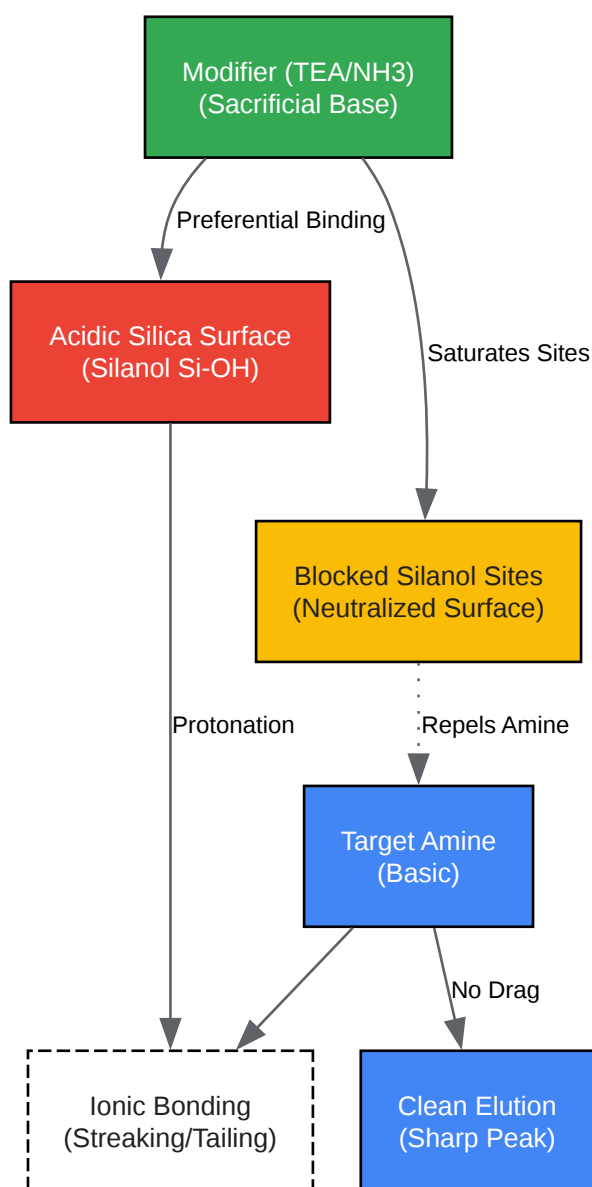 Modifier (TEA/NH3)
(Sacrificial Base)
Preferential Binding
Acidic Silica Surface
(Silanol Si-OH)
Saturates Sites
Blocked Silanol Sites
(Neutralized Surface)
Protonation
Repels Amine
Target Amine
(Basic)
No Drag
Ionic Bonding
(Streaking/Tailing)
Clean Elution
(Sharp Peak)